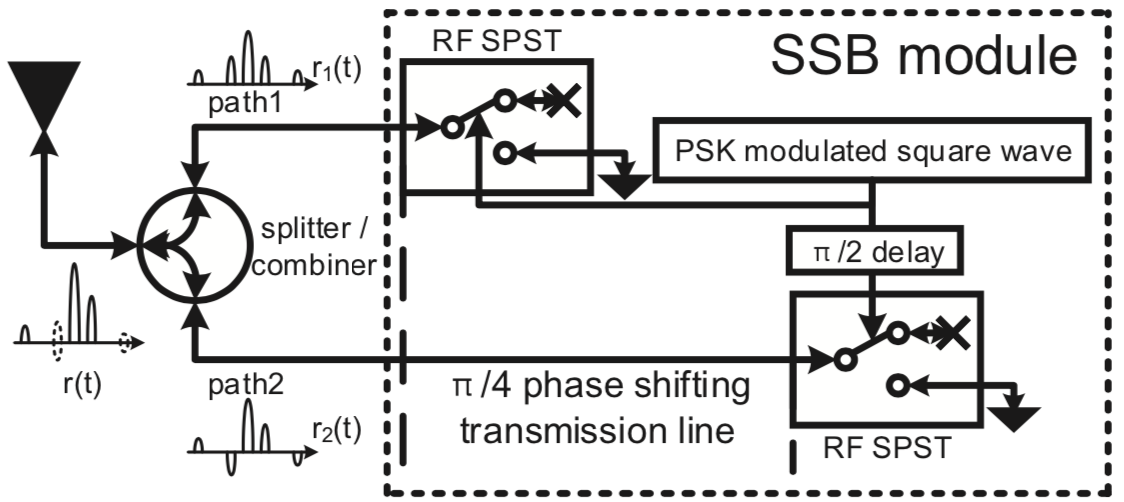 RF SPST
SSB module
r₁(t)
path1
PSK modulated square wave
splitter /
combiner
π/2 delay
r(t)
path2
π/4 phase shifting
transmission line
r₂(t)
RF SPST